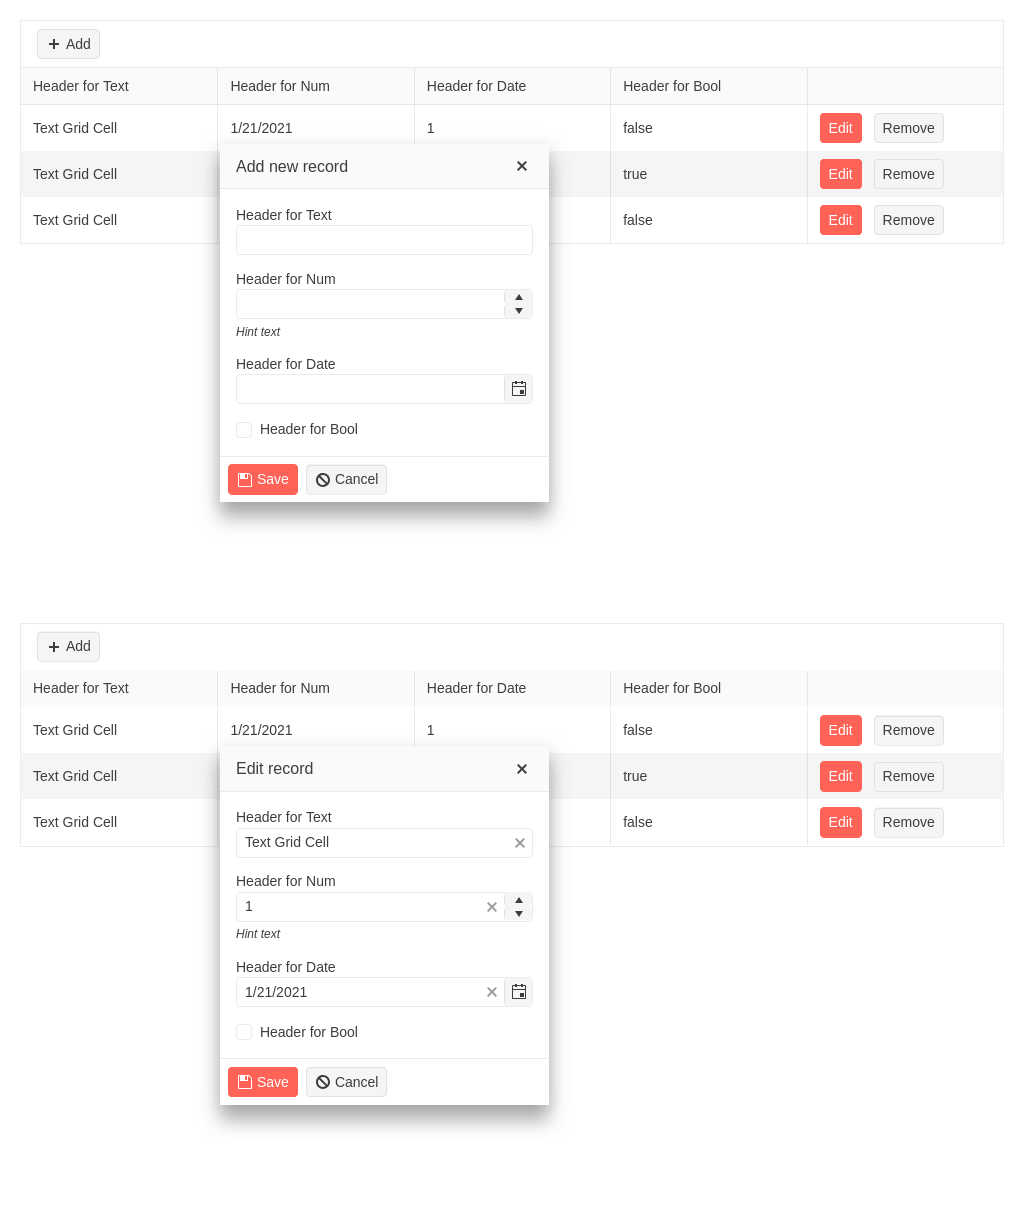 Add
Header for Text Header for Num Header for Date Header for Bool
Text Grid Cell 1/21/2021 1 false Edit Remove
Text Grid Cell true Edit Remove
Text Grid Cell false Edit Remove
Add new record
Header for Text
Header for Num
Hint text
Header for Date
Header for Bool
Save Cancel
Add
Header for Text Header for Num Header for Date Header for Bool
Text Grid Cell 1/21/2021 1 false Edit Remove
Text Grid Cell true Edit Remove
Text Grid Cell false Edit Remove
Edit record
Header for Text
Text Grid Cell
Header for Num
1
Hint text
Header for Date
1/21/2021
Header for Bool
Save Cancel